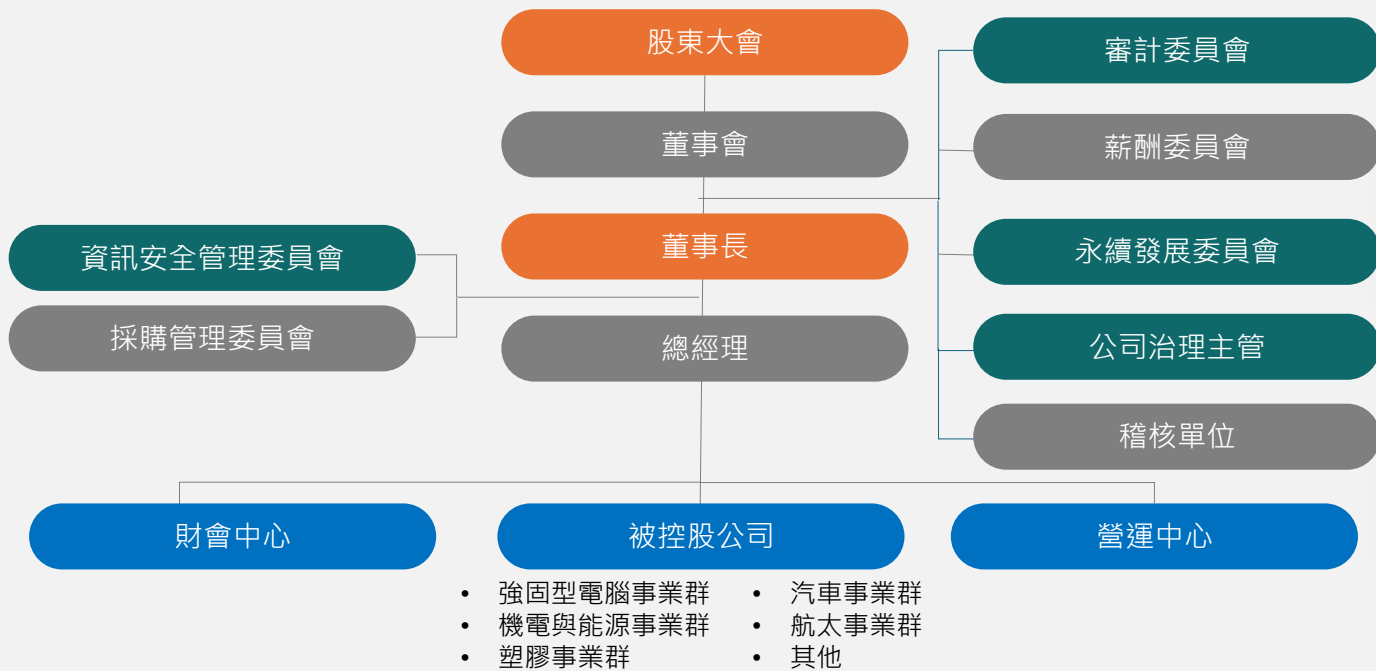 股東大會
董事會
董事長
總經理
審計委員會
薪酬委員會
永續發展委員會
公司治理主管
稽核單位
資訊安全管理委員會
採購管理委員會
財會中心
被控股公司
營運中心
• 強固型電腦事業群
• 機電與能源事業群
• 塑膠事業群
• 汽車事業群
• 航太事業群
• 其他